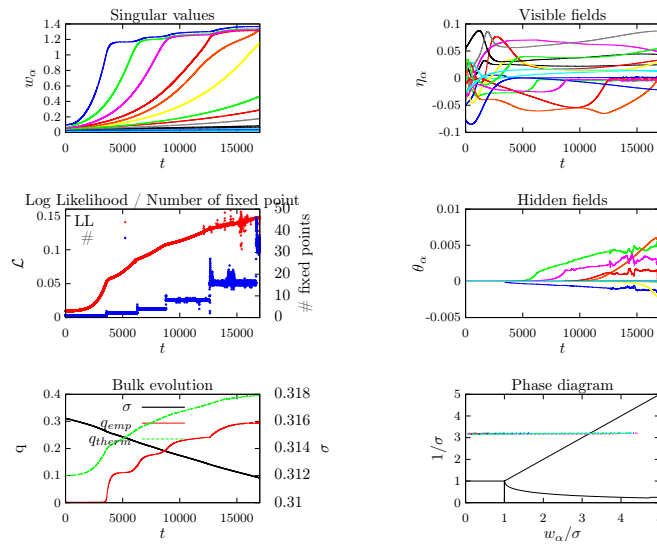 Singular values
1.4
1.2
1
0.8
0.6
0.4
0.2
0
w_α
0 5000 10000 15000
t
Visible fields
0.1
0.05
0
-0.05
-0.1
η_α
0 5000 10000 15000
t
Log Likelihood / Number of fixed point
0.15
0.1
0.05
0
ℒ
LL
#
50
40
30
20
10
0
# fixed points
0 5000 10000 15000
t
Hidden fields
0.01
0.005
0
-0.005
θ_α
0 5000 10000 15000
t
Bulk evolution
0.4
0.3
0.2
0.1
0
q
σ
q_emp
q_therm
0.318
0.316
0.314
0.312
0.31
σ
0 5000 10000 15000
t
Phase diagram
5
4
3
2
1
0
1/σ
0 1 2 3 4 5
w_α/σ